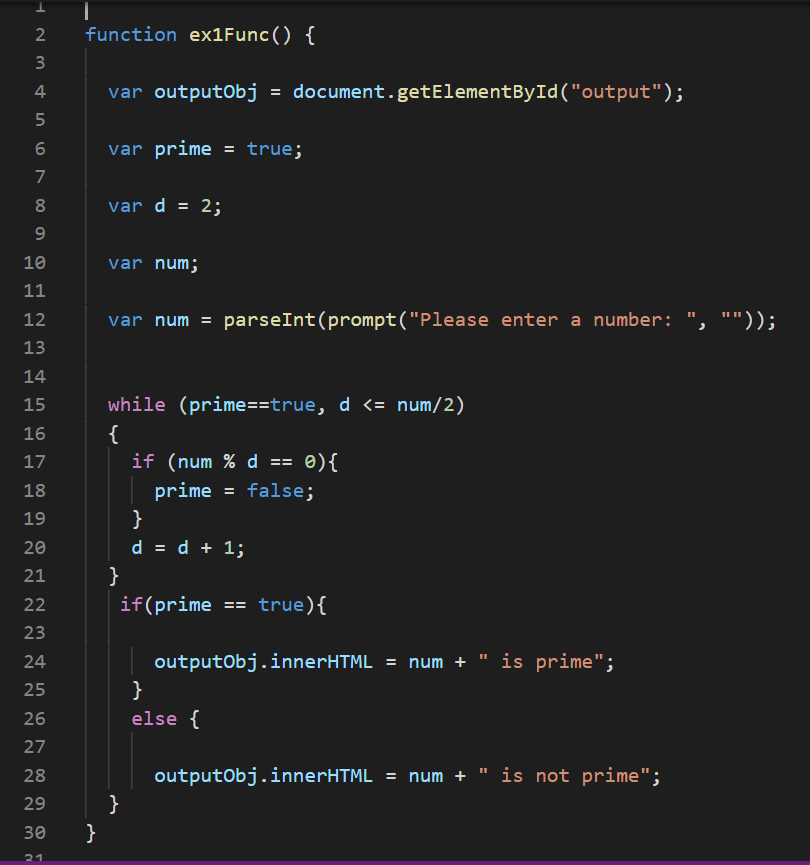 1
2 function ex1Func() {
3
4 var outputObj = document.getElementById("output");
5
6 var prime = true;
7
8 var d = 2;
9
10 var num;
11
12 var num = parseInt(prompt("Please enter a number: ", ""));
13
14
15 while (prime==true, d <= num/2)
16 {
17 if (num % d == 0){
18 prime = false;
19 }
20 d = d + 1;
21 }
22 if(prime == true){
23
24 outputObj.innerHTML = num + " is prime";
25 }
26 else {
27
28 outputObj.innerHTML = num + " is not prime";
29 }
30 }
31